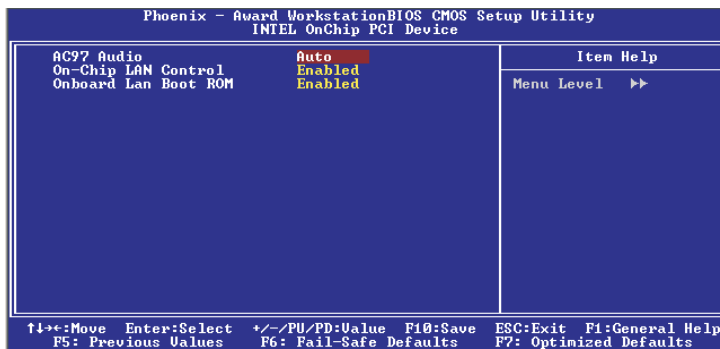 Phoenix - Award WorkstationBIOS CMOS Setup Utility
INTEL OnChip PCI Device
AC97 Audio Auto
On-Chip LAN Control Enabled
Onboard Lan Boot ROM Enabled
Item Help
Menu Level ▶▶
↑↓→←:Move Enter:Select +/-/PU/PD:Value F10:Save ESC:Exit F1:General Help
F5: Previous Values F6: Fail-Safe Defaults F7: Optimized Defaults